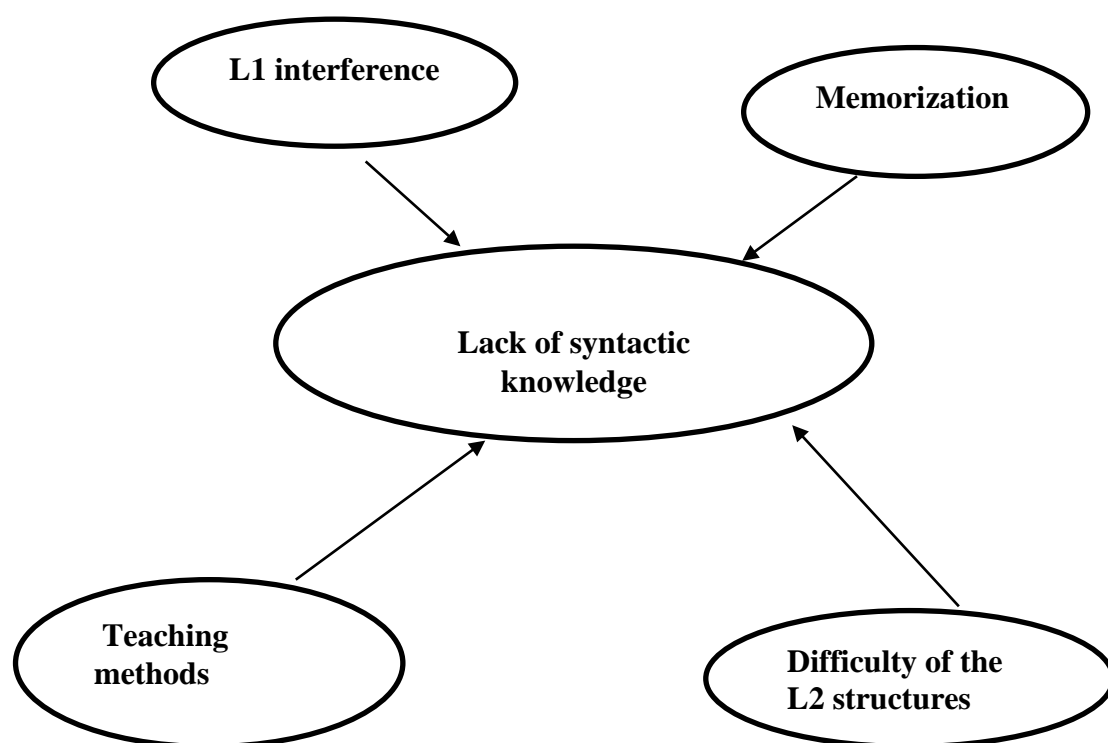 L1 interference
Memorization
Lack of syntactic
knowledge
Teaching
methods
Difficulty of the
L2 structures